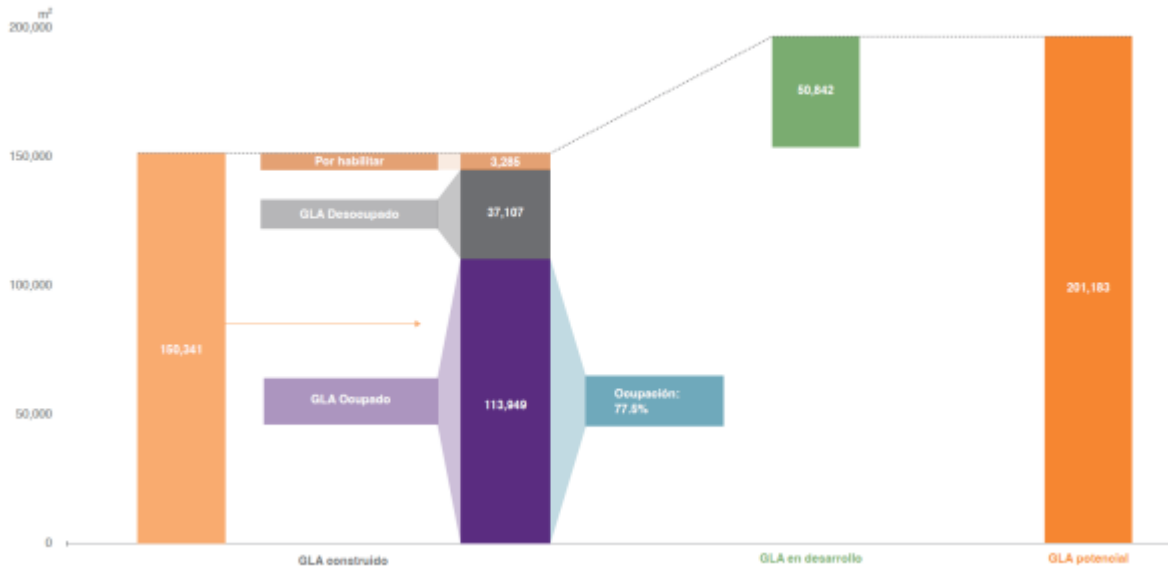 m²
200,000
150,000
100,000
50,000
0
150,341
Por habilitar
GLA Desocupado
GLA Ocupado
3,285
37,107
113,949
Ocupación:
77.5%
50,842
201,183
GLA construido
GLA en desarrollo
GLA potencial